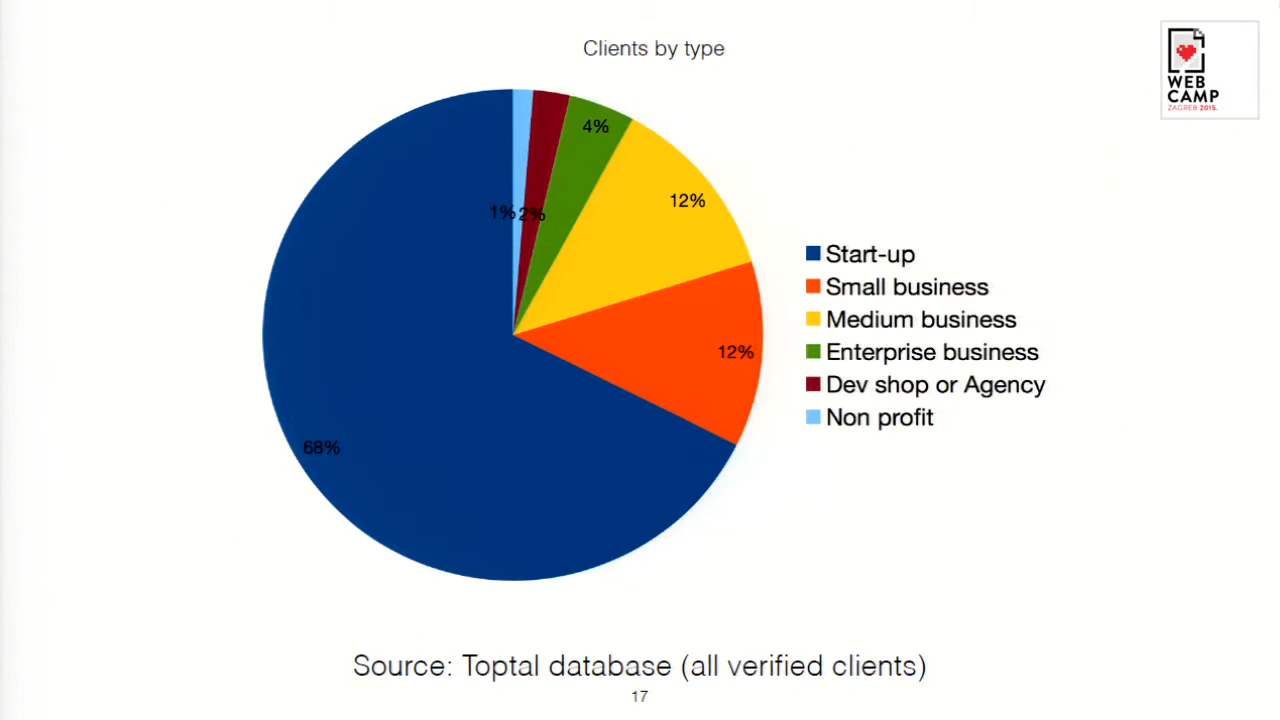 Clients by type
WEB
CAMP
ZAGREB 2015.
4%
12%
1%
2%
12%
68%
Start-up
Small business
Medium business
Enterprise business
Dev shop or Agency
Non profit
Source: Toptal database (all verified clients)
17